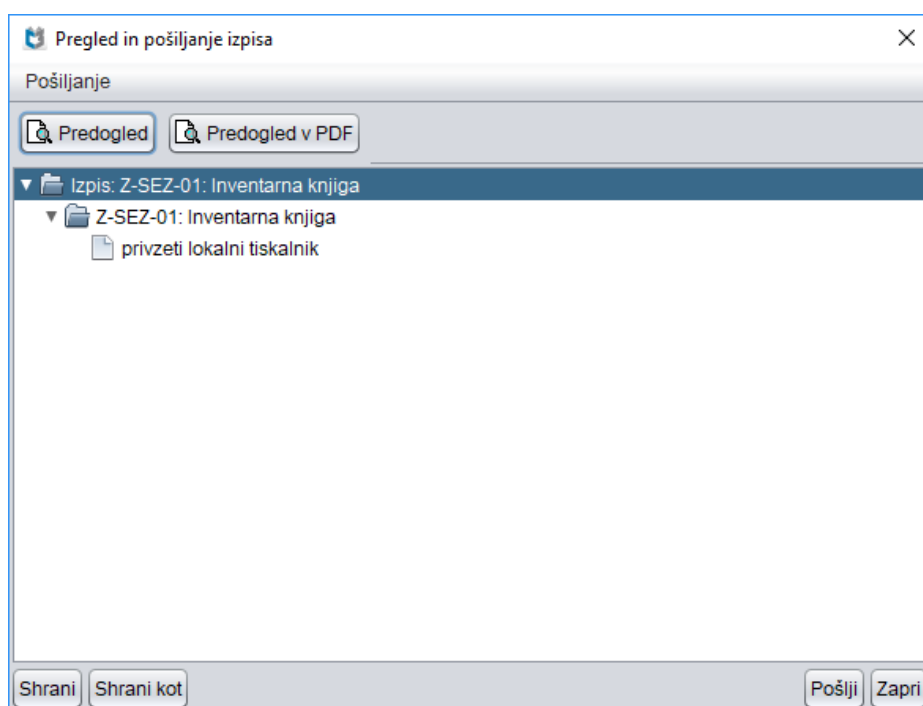 Pregled in pošiljanje izpisa
Pošiljanje
Predogled Predogled v PDF
Izpis: Z-SEZ-01: Inventarna knjiga
Z-SEZ-01: Inventarna knjiga
privzeti lokalni tiskalnik
Shrani Shrani kot Pošlji Zapri